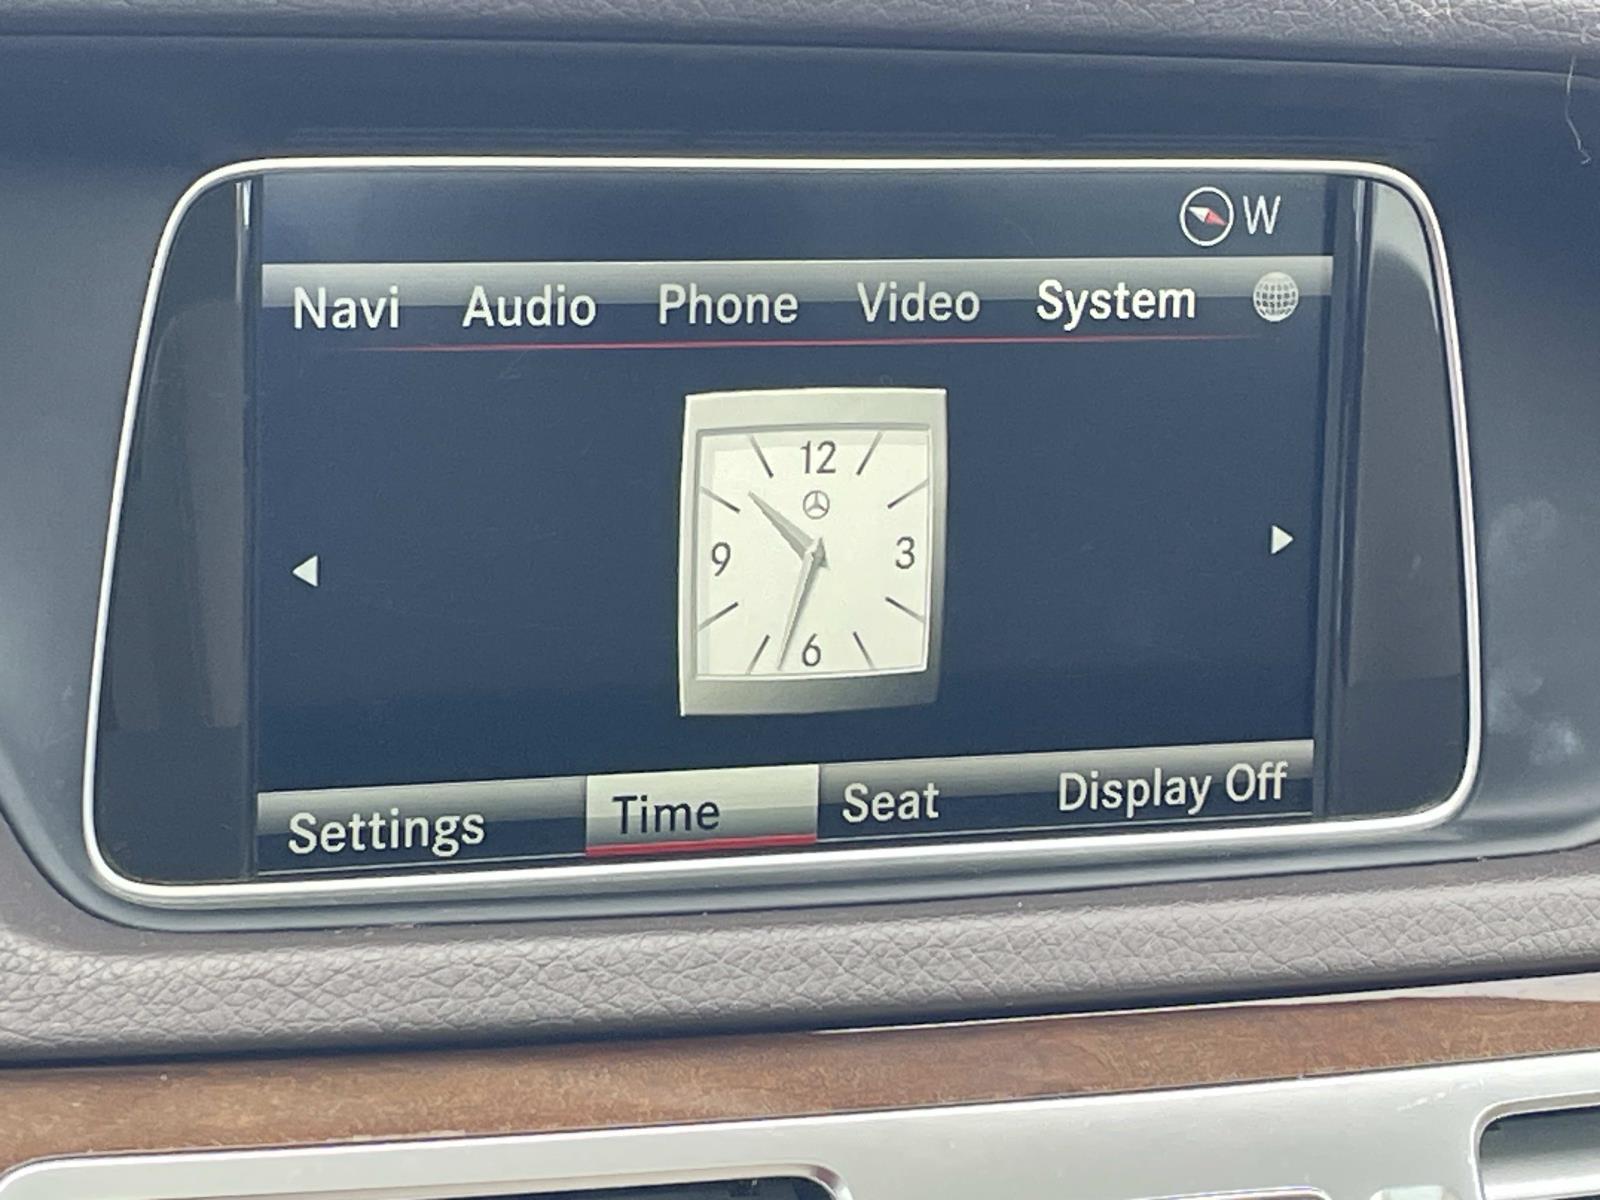 W
Navi Audio Phone Video System
12
9 3
6
Settings Time Seat Display Off